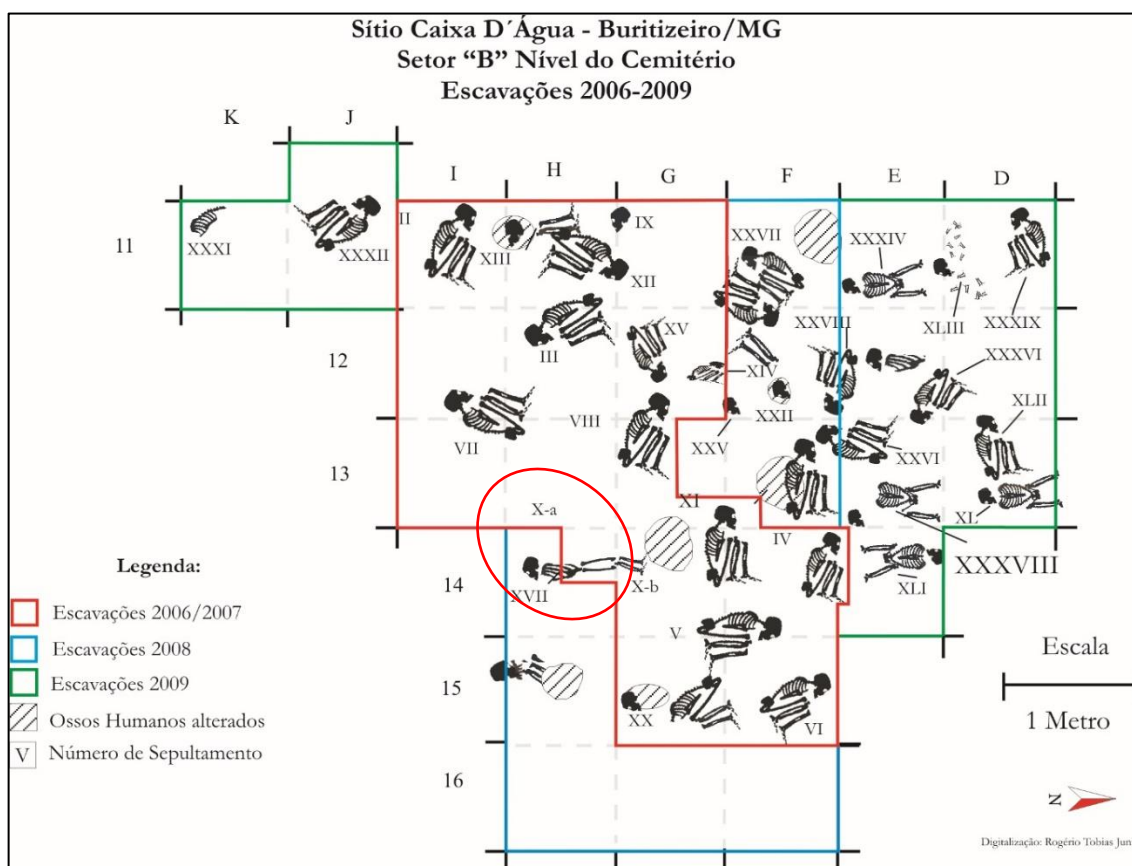 Sítio Caixa D´Água - Buritizeiro/MG
Setor “B” Nível do Cemitério
Escavações 2006-2009
K
J
I
H
G
F
E
D
11
XXXI
XXXII
II
XIII
IX
XII
XXVII
XXXIV
XLIII
XXXIX
12
III
XV
XIV
XXVIII
XXXVI
XXII
XLII
VII
VIII
XXV
XXVI
13
X-a
XI
IV
XL
XXXVIII
14
XVII
X-b
XLI
V
15
XX
VI
16
Legenda:
Escavações 2006/2007
Escavações 2008
Escavações 2009
Ossos Humanos alterados
V Número de Sepultamento
Escala
1 Metro
N
Digitalização: Rogério Tobias Jun